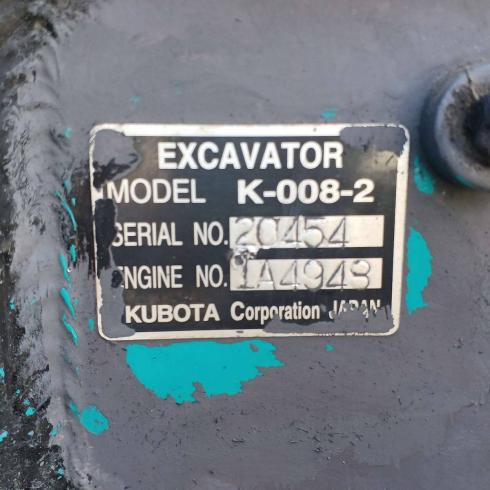 EXCAVATOR
MODEL K-008-2
SERIAL NO. 20454
ENGINE NO. 1A4948
KUBOTA Corporation JAPAN